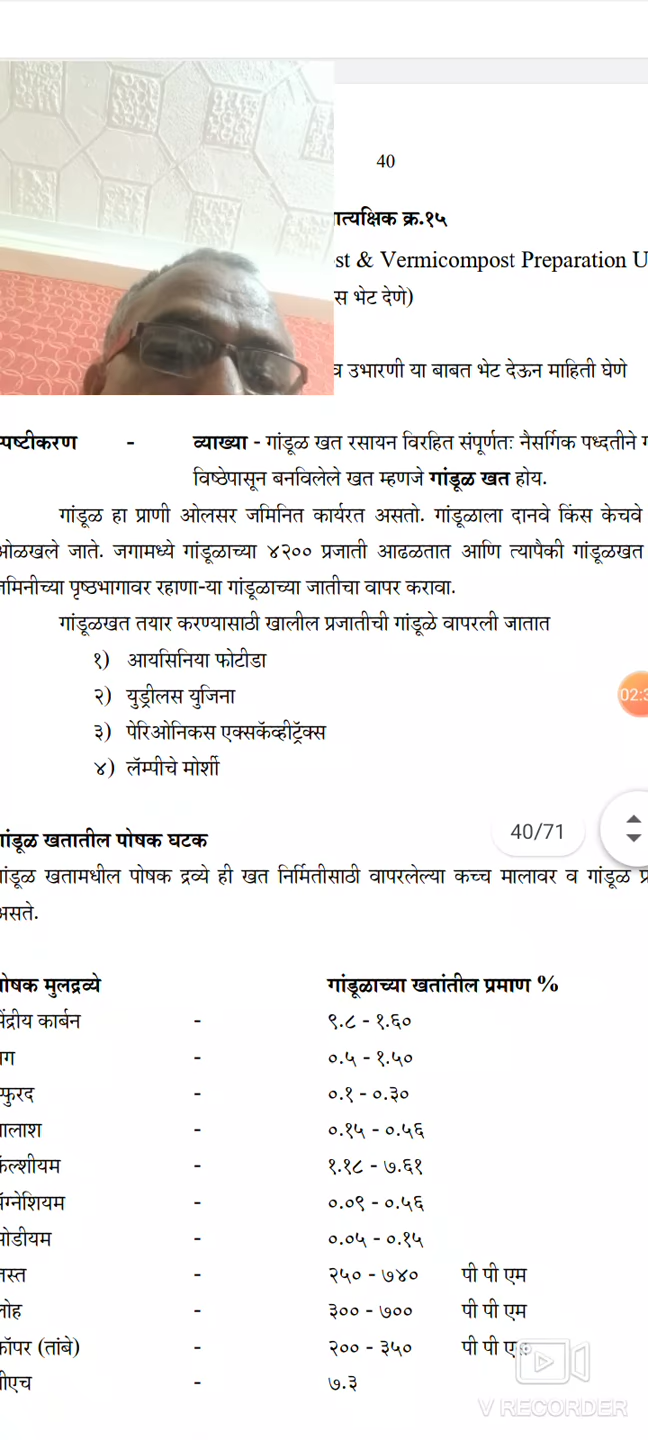 40
ात्यक्षिक क्र.१५
st & Vermicompost Preparation U
स भेट देणे)
व उभारणी या बाबत भेट देऊन माहिती घेणे
पष्टीकरण - व्याख्या - गांडूळ खत रसायन विरहित संपूर्णतः नैसर्गिक पध्दतीने ग
विष्ठेपासून बनविलेले खत म्हणजे गांडूळ खत होय.
गांडूळ हा प्राणी ओलसर जमिनित कार्यरत असतो. गांडूळाला दानवे किंस केचवे
ओळखले जाते. जगामध्ये गांडूळाच्या ४२०० प्रजाती आढळतात आणि त्यापैकी गांडूळखत
जमिनीच्या पृष्ठभागावर रहाणा-या गांडूळाच्या जातीचा वापर करावा.
गांडूळखत तयार करण्यासाठी खालील प्रजातीची गांडूळे वापरली जातात
१) आयसिनिया फोटीडा
२) युड्रीलस युजिना
३) पेरिओनिकस एक्सकॅव्हीट्रॅक्स
४) लॅम्पीचे मोर्शी
02:3
40/71
गांडूळ खतातील पोषक घटक
गांडूळ खतामधील पोषक द्रव्ये ही खत निर्मितीसाठी वापरलेल्या कच्च मालावर व गांडूळ प्र
असते.
पोषक मुलद्रव्ये गांडूळाच्या खतांतील प्रमाण %
सेंद्रीय कार्बन - ९.८ - १.६०
- ०.५ - १.५०
स्फुरद - ०.१ - ०.३०
पालाश - ०.१५ - ०.५६
कॅल्शीयम - १.१८ - ७.६१
मॅग्नेशियम - ०.०९ - ०.५६
सोडीयम - ०.०५ - ०.१५
जस्त - २५० - ७४० पी पी एम
लोह - ३०० - ७०० पी पी एम
कॉपर (तांबे) - २०० - ३५० पी पी एम
पीएच - ७.३
V RECORDER